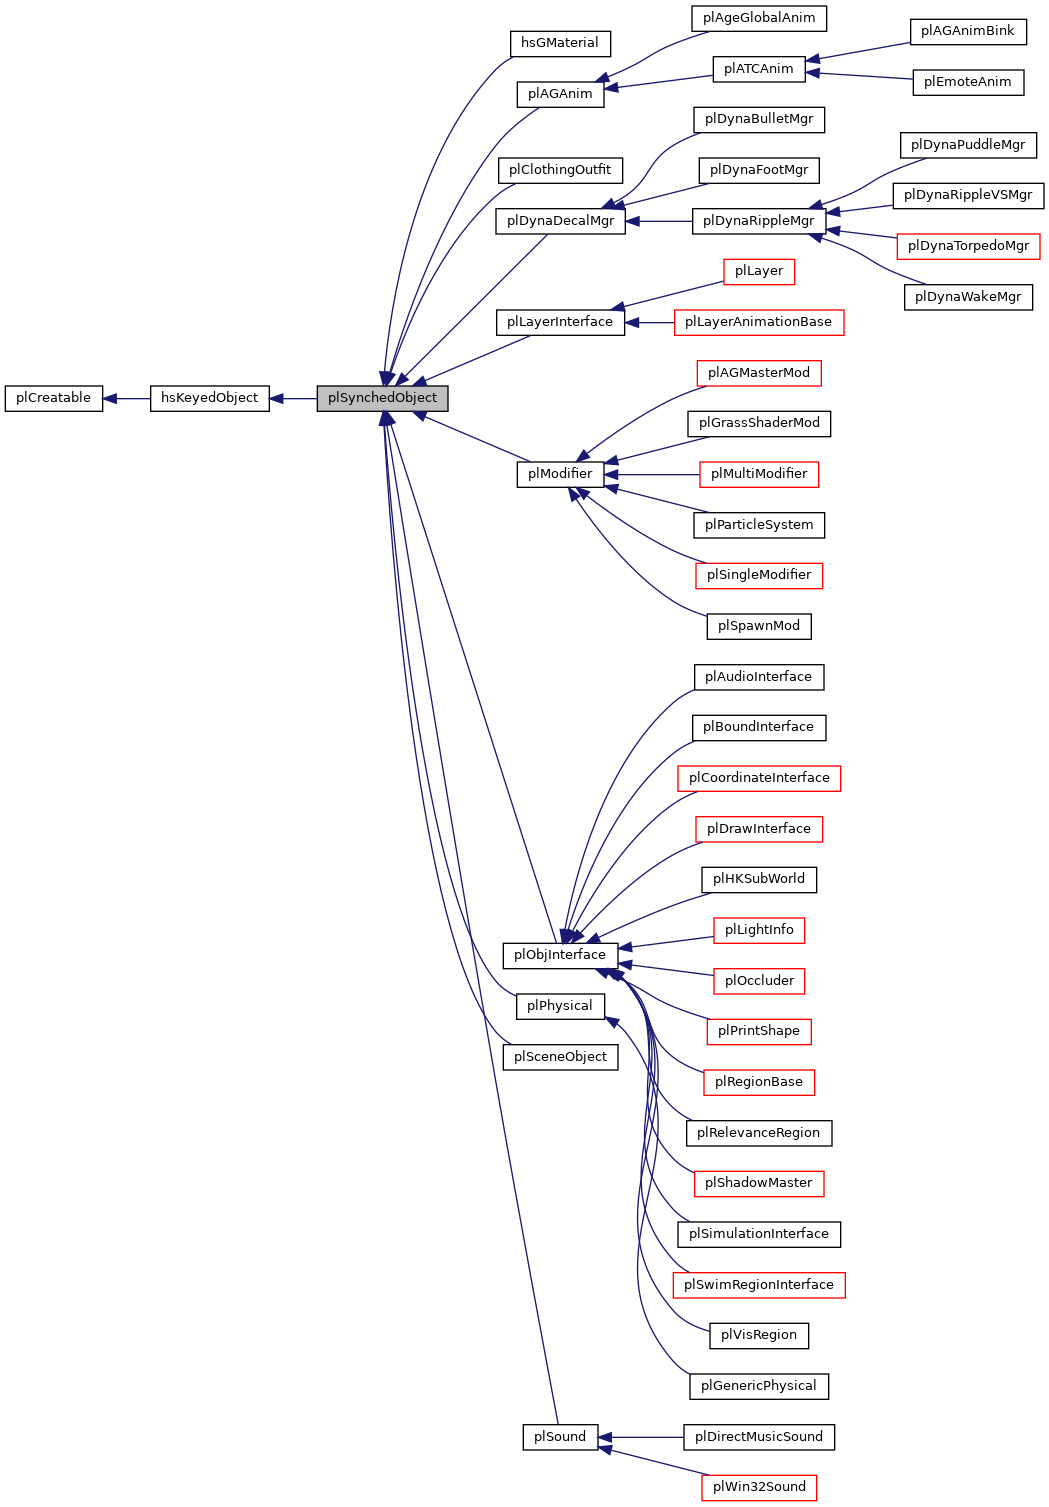 plAgeGlobalAnim
plAGAnimBink
hsGMaterial
plATCAnim
plEmoteAnim
plAGAnim
plDynaBulletMgr
plDynaPuddleMgr
plClothingOutfit
plDynaFootMgr
plDynaRippleVSMgr
plDynaDecalMgr
plDynaRippleMgr
plDynaTorpedoMgr
plLayer
plDynaWakeMgr
plLayerInterface
plLayerAnimationBase
plAGMasterMod
plCreatable
hsKeyedObject
plSynchedObject
plGrassShaderMod
plModifier
plMultiModifier
plParticleSystem
plSingleModifier
plSpawnMod
plAudioInterface
plBoundInterface
plCoordinateInterface
plDrawInterface
plHKSubWorld
plLightInfo
plObjInterface
plOccluder
plPhysical
plPrintShape
plSceneObject
plRegionBase
plRelevanceRegion
plShadowMaster
plSimulationInterface
plSwimRegionInterface
plVisRegion
plGenericPhysical
plSound
plDirectMusicSound
plWin32Sound